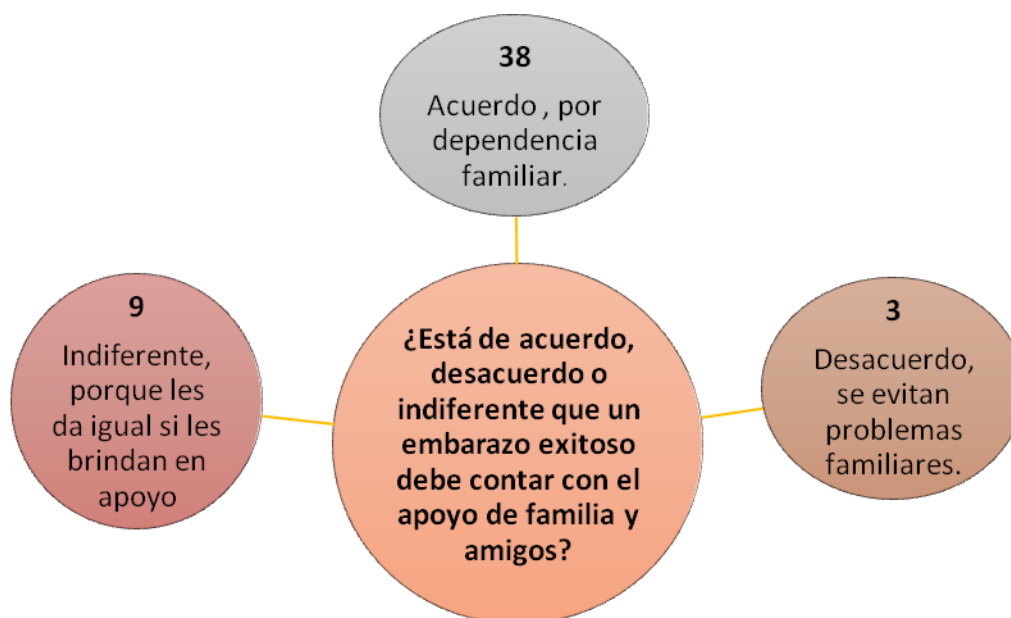 38
Acuerdo , por
dependencia
familiar.
9
Indiferente,
porque les
da igual si les
brindan en
apoyo
¿Está de acuerdo,
desacuerdo o
indiferente que un
embarazo exitoso
debe contar con el
apoyo de familia y
amigos?
3
Desacuerdo,
se evitan
problemas
familiares.